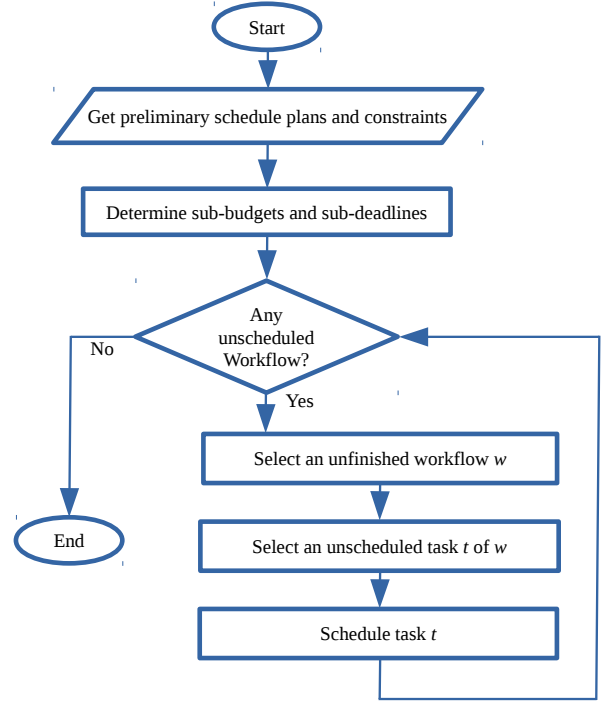 Start
Get preliminary schedule plans and constraints
Determine sub-budgets and sub-deadlines
Any
unscheduled
Workflow?
No
Yes
Select an unfinished workflow w
Select an unscheduled task t of w
End
Schedule task t